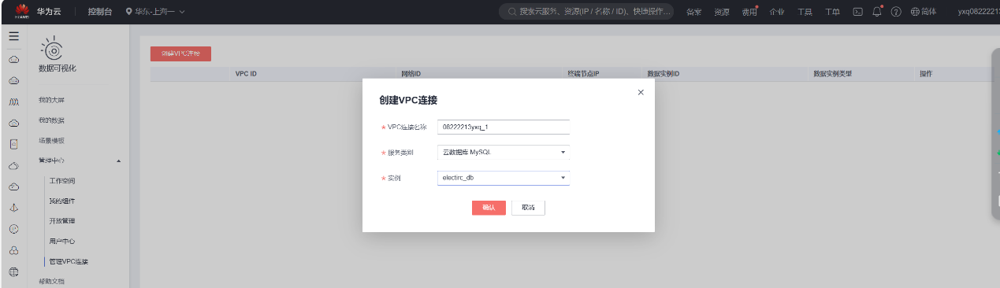 HUAWEI
华为云 | 控制台 华东-上海一 搜索云服务、资源(IP / 名称 / ID)、快捷操作... 备案 资源 费用 企业 工具 工单 简体 yxq08222213
数据可视化
我的大屏
我的数据
场景模板
管理中心
工作空间
我的组件
开放管理
用户中心
管理VPC连接
帮助文档
创建VPC连接
VPC ID 网络ID 终端节点IP 数据实例ID 数据实例类型 操作
创建VPC连接
* VPC连接名称 08222213yxq_1
* 服务类别 云数据库 MySQL
* 实例 electirc_db
确认 取消